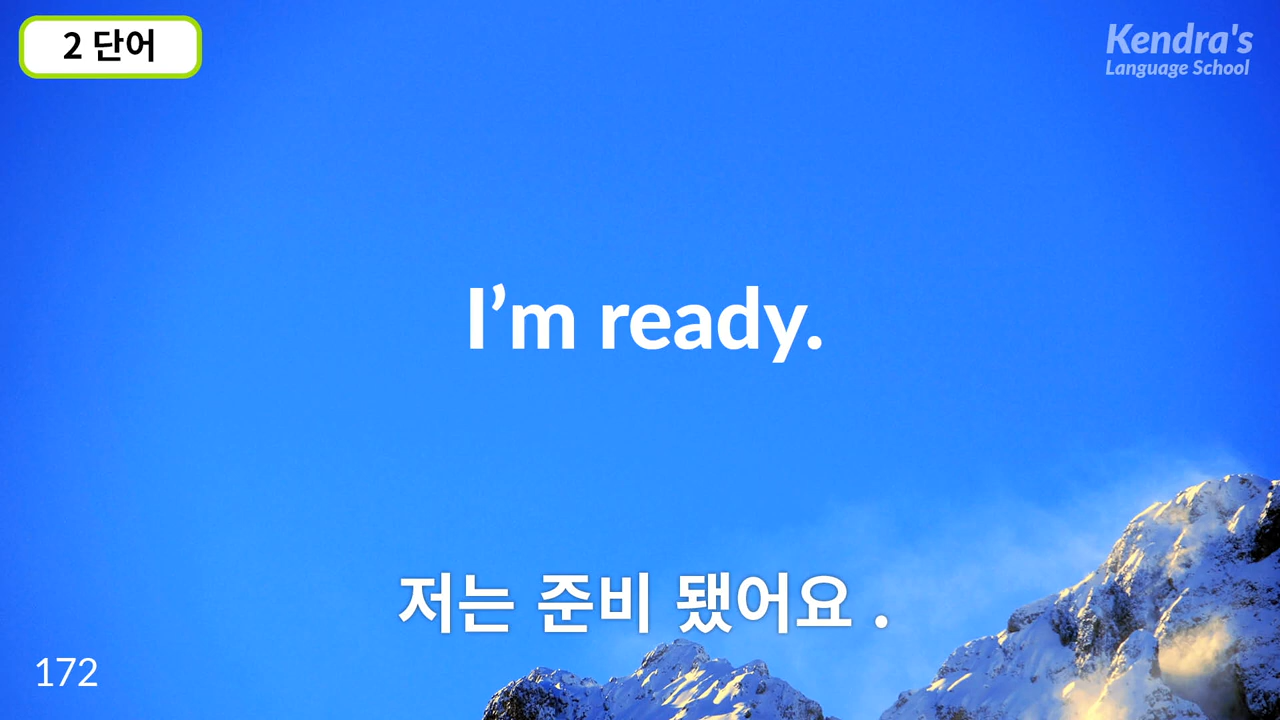 2 단어
Kendra's
Language School
I’m ready.
저는 준비 됐어요 .
172